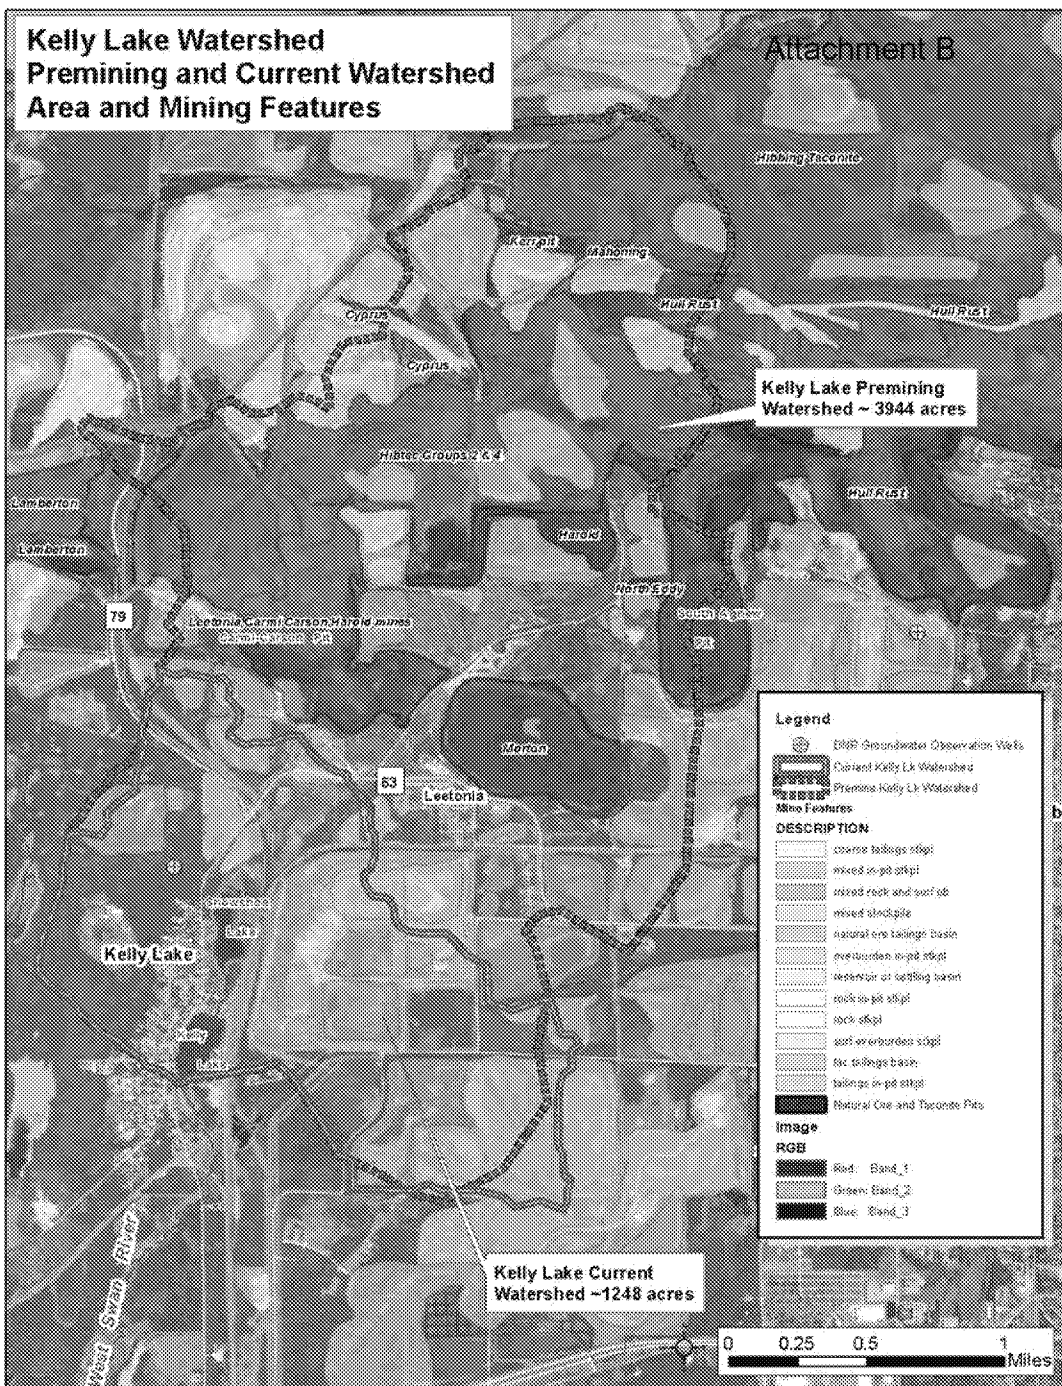 Kelly Lake Watershed
Premining and Current Watershed
Area and Mining Features
Attachment B
Hibbing Taconite
Kerr pit
Mahoning
Hull Rust
Hull Rust
Cyprus
Cyprus
Kelly Lake Premining
Watershed ~ 3944 acres
Hibtac Groups 2 & 4
Hull Rust
Lamberton
Harold
Lamberton
North Eddy
79
South Agnew
Pit
Leetonia,Carmi Carson,Harold mines
Carmi Carson Pit
Morton
63
Leetonia
Snowshoe
Lake
Kelly Lake
Kelly
Lake
West Swan River
Kelly Lake Current
Watershed ~1248 acres
Legend
DNR Groundwater Observation Wells
Current Kelly Lk Watershed
Premine Kelly Lk Watershed
Mine Features
DESCRIPTION
coarse tailings stkpl
mixed in-pit stkpl
mixed rock and surf
mixed stockpile
natural ore tailings basin
overburden in-pit stkpl
reservoir or settling basin
rock in-pit stkpl
rock stkpl
surf overburden stkpl
tac tailings basin
tailings in-pit stkpl
Natural Ore and Taconite Pits
Image
RGB
Red: Band_1
Green: Band_2
Blue: Band_3
b
0 0.25 0.5 1
Miles